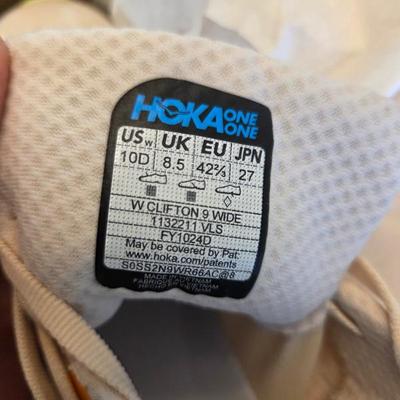 HOKA ONE ONE
USw UK EU JPN
10D 8.5 42⅔ 27
W CLIFTON 9 WIDE
1132211 VLS
FY1024D
May be covered by Pat:
www.hoka.com/patents
S0SS2N9WR66AC@8
MADE IN VIETNAM